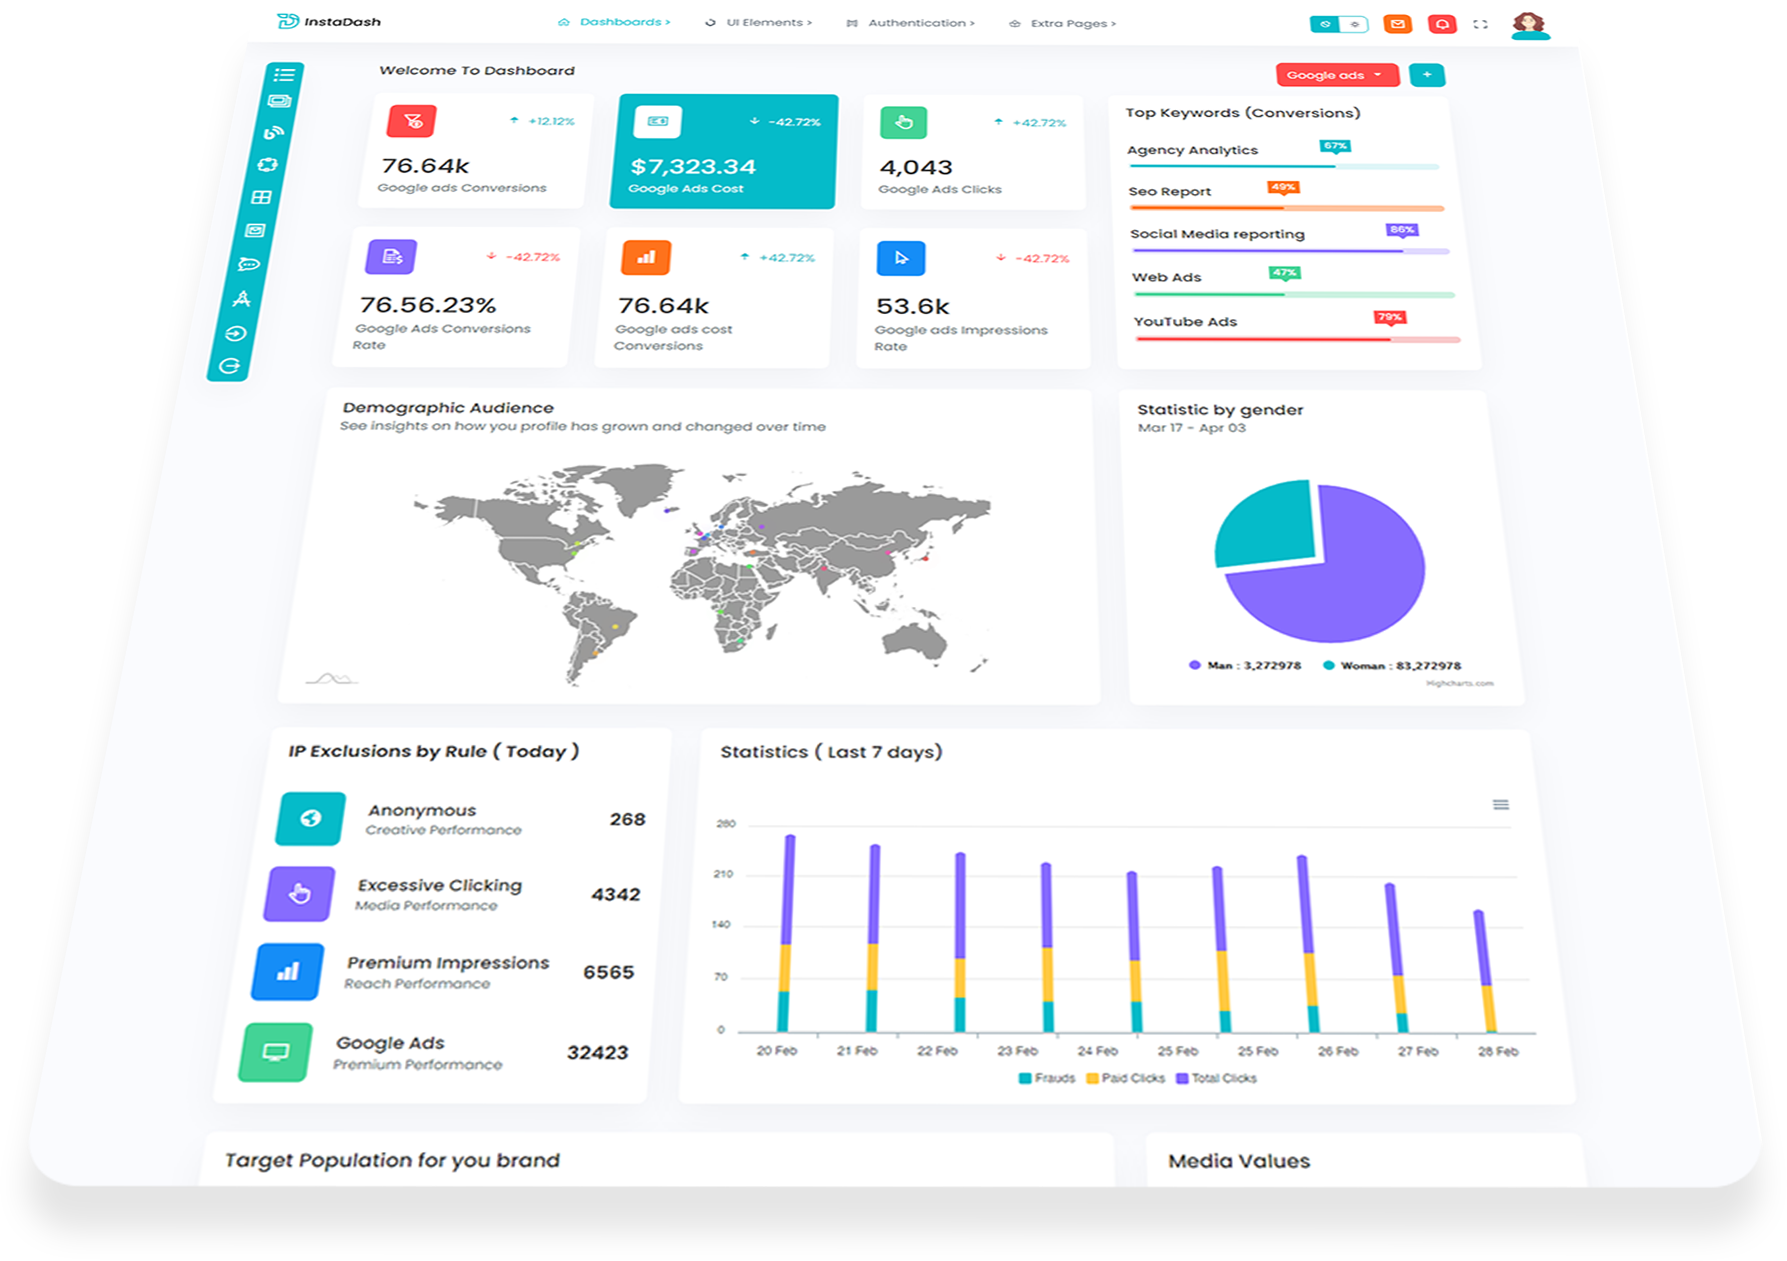 InstaDash
Dashboards >
UI Elements >
Authentication >
Extra Pages >
Welcome To Dashboard
Google ads
+
+12.12%
76.64k
Google ads Conversions
-42.72%
$7,323.34
Google Ads Cost
+42.72%
4,043
Google Ads Clicks
-42.72%
76.56.23%
Google Ads Conversions
Rate
+42.72%
76.64k
Google ads cost
Conversions
-42.72%
53.6k
Google ads Impressions
Rate
Top Keywords (Conversions)
Agency Analytics 67%
Seo Report 49%
Social Media reporting 86%
Web Ads 47%
YouTube Ads 79%
Demographic Audience
See insights on how you profile has grown and changed over time
Statistic by gender
Mar 17 - Apr 03
Man : 3,272978 Woman : 83,272978
Highcharts.com
IP Exclusions by Rule ( Today )
Anonymous
Creative Performance
268
Excessive Clicking
Media Performance
4342
Premium Impressions
Reach Performance
6565
Google Ads
Premium Performance
32423
Statistics ( Last 7 days)
280
210
140
70
0
20 Feb 21 Feb 22 Feb 23 Feb 24 Feb 25 Feb 25 Feb 26 Feb 27 Feb 28 Feb
Frauds Paid Clicks Total Clicks
Target Population for you brand
Media Values